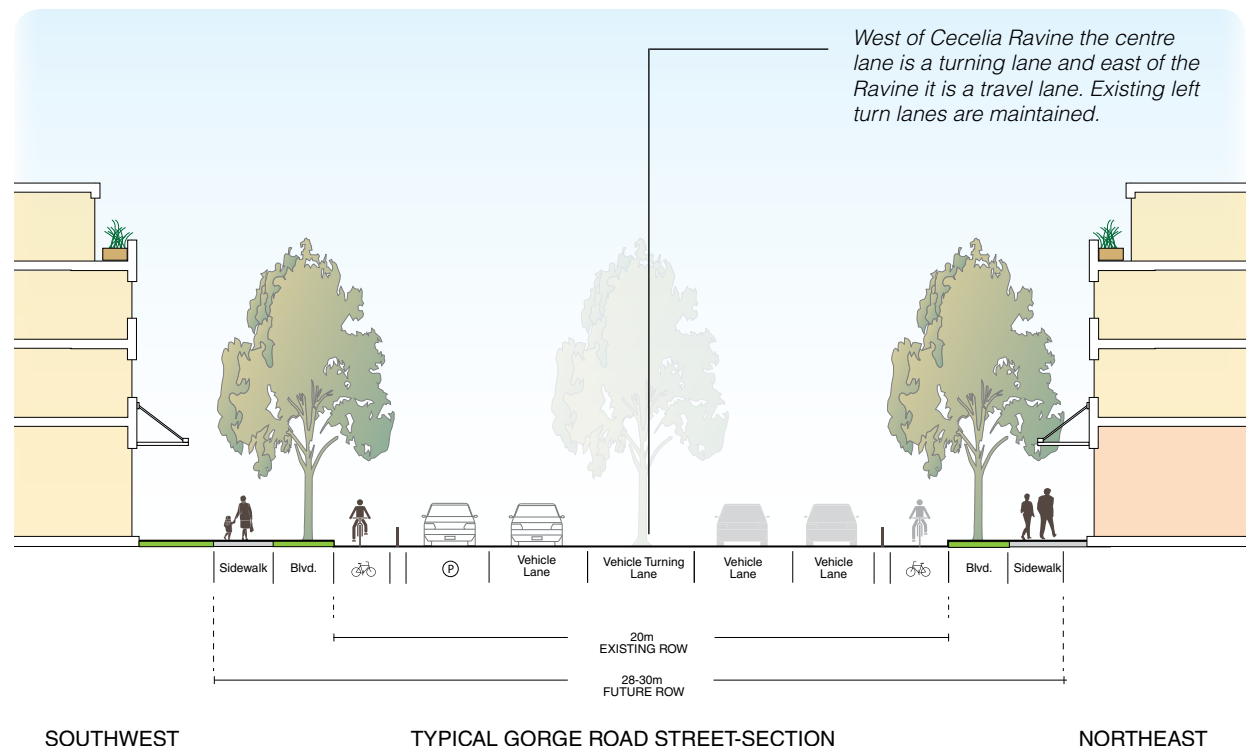 West of Cecelia Ravine the centre
lane is a turning lane and east of the
Ravine it is a travel lane. Existing left
turn lanes are maintained.
Sidewalk
Blvd.
P
Vehicle
Lane
Vehicle Turning
Lane
Vehicle
Lane
Vehicle
Lane
Blvd.
Sidewalk
20m
EXISTING ROW
28-30m
FUTURE ROW
SOUTHWEST
TYPICAL GORGE ROAD STREET-SECTION
NORTHEAST